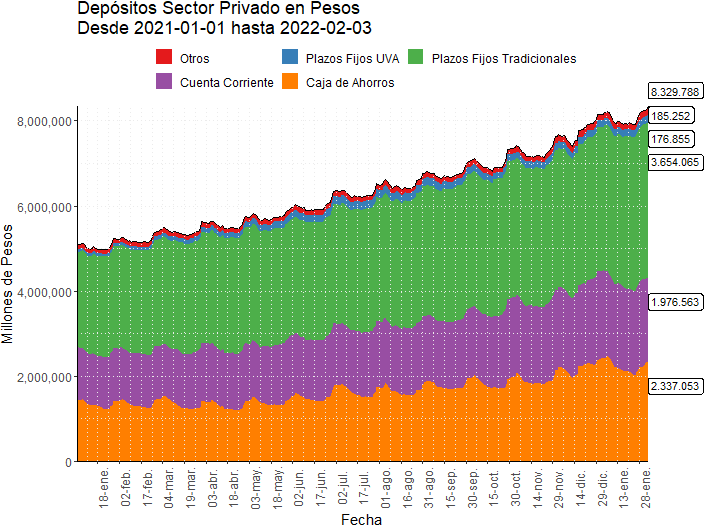 Depósitos Sector Privado en Pesos
Desde 2021-01-01 hasta 2022-02-03
Otros
Plazos Fijos UVA
Plazos Fijos Tradicionales
Cuenta Corriente
Caja de Ahorros
8.329.788
185.252
176.855
3.654.065
1.976.563
2.337.053
8,000,000
6,000,000
4,000,000
2,000,000
0
Millones de Pesos
18-ene.
02-feb.
17-feb.
04-mar.
19-mar.
03-abr.
18-abr.
03-may.
18-may.
02-jun.
17-jun.
02-jul.
17-jul.
01-ago.
16-ago.
31-ago.
15-sep.
30-sep.
15-oct.
30-oct.
14-nov.
29-nov.
14-dic.
29-dic.
13-ene.
28-ene.
Fecha